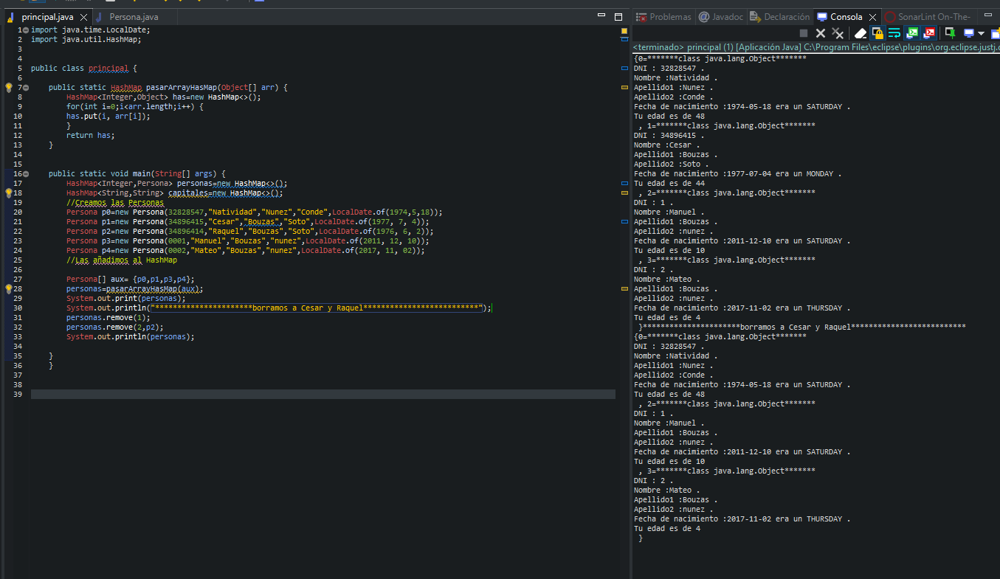 principal.java
Persona.java
1 import java.time.LocalDate;
2 import java.util.HashMap;
3
4
5 public class principal {
6
7 public static HashMap pasarArrayHasMap(Object[] arr) {
8 HashMap<Integer,Object> has=new HashMap<>();
9 for(int i=0;i<arr.length;i++) {
10 has.put(i, arr[i]);
11 }
12 return has;
13 }
14
15
16 public static void main(String[] args) {
17 HashMap<Integer,Persona> personas=new HashMap<>();
18 HashMap<String,String> capitales=new HashMap<>();
19 //Creamos las Personas
20 Persona p0=new Persona(32828547,"Natividad","Nunez","Conde",LocalDate.of(1974,5,18));
21 Persona p1=new Persona(34896415,"Cesar","Bouzas","Soto",LocalDate.of(1977, 7, 4));
22 Persona p2=new Persona(34896414,"Raquel","Bouzas","Soto",LocalDate.of(1976, 6, 2));
23 Persona p3=new Persona(0001,"Manuel","Bouzas","nunez",LocalDate.of(2011, 12, 10));
24 Persona p4=new Persona(0002,"Mateo","Bouzas","nunez",LocalDate.of(2017, 11, 02));
25 //Las añadimos al HashMap
26
27 Persona[] aux= {p0,p1,p3,p4};
28 personas=pasarArrayHasMap(aux);
29 System.out.print(personas);
30 System.out.println("**********************borramos a Cesar y Raquel**************************");
31 personas.remove(1);
32 personas.remove(2,p2);
33 System.out.println(personas);
34
35 }
36 }
37
38
39
Problemas
@ Javadoc
Declaración
Consola
SonarLint On-The-
<terminado> principal (1) [Aplicación Java] C:\Program Files\eclipse\plugins\org.eclipse.justj.o
{0=*******class java.lang.Object*******
DNI : 32828547 .
Nombre :Natividad .
Apellido1 :Nunez .
Apellido2 :Conde .
Fecha de nacimiento :1974-05-18 era un SATURDAY .
Tu edad es de 48
, 1=*******class java.lang.Object*******
DNI : 34896415 .
Nombre :Cesar .
Apellido1 :Bouzas .
Apellido2 :Soto .
Fecha de nacimiento :1977-07-04 era un MONDAY .
Tu edad es de 44
, 2=*******class java.lang.Object*******
DNI : 1 .
Nombre :Manuel .
Apellido1 :Bouzas .
Apellido2 :nunez .
Fecha de nacimiento :2011-12-10 era un SATURDAY .
Tu edad es de 10
, 3=*******class java.lang.Object*******
DNI : 2 .
Nombre :Mateo .
Apellido1 :Bouzas .
Apellido2 :nunez .
Fecha de nacimiento :2017-11-02 era un THURSDAY .
Tu edad es de 4
}**********************borramos a Cesar y Raquel**************************
{0=*******class java.lang.Object*******
DNI : 32828547 .
Nombre :Natividad .
Apellido1 :Nunez .
Apellido2 :Conde .
Fecha de nacimiento :1974-05-18 era un SATURDAY .
Tu edad es de 48
, 2=*******class java.lang.Object*******
DNI : 1 .
Nombre :Manuel .
Apellido1 :Bouzas .
Apellido2 :nunez .
Fecha de nacimiento :2011-12-10 era un SATURDAY .
Tu edad es de 10
, 3=*******class java.lang.Object*******
DNI : 2 .
Nombre :Mateo .
Apellido1 :Bouzas .
Apellido2 :nunez .
Fecha de nacimiento :2017-11-02 era un THURSDAY .
Tu edad es de 4
}